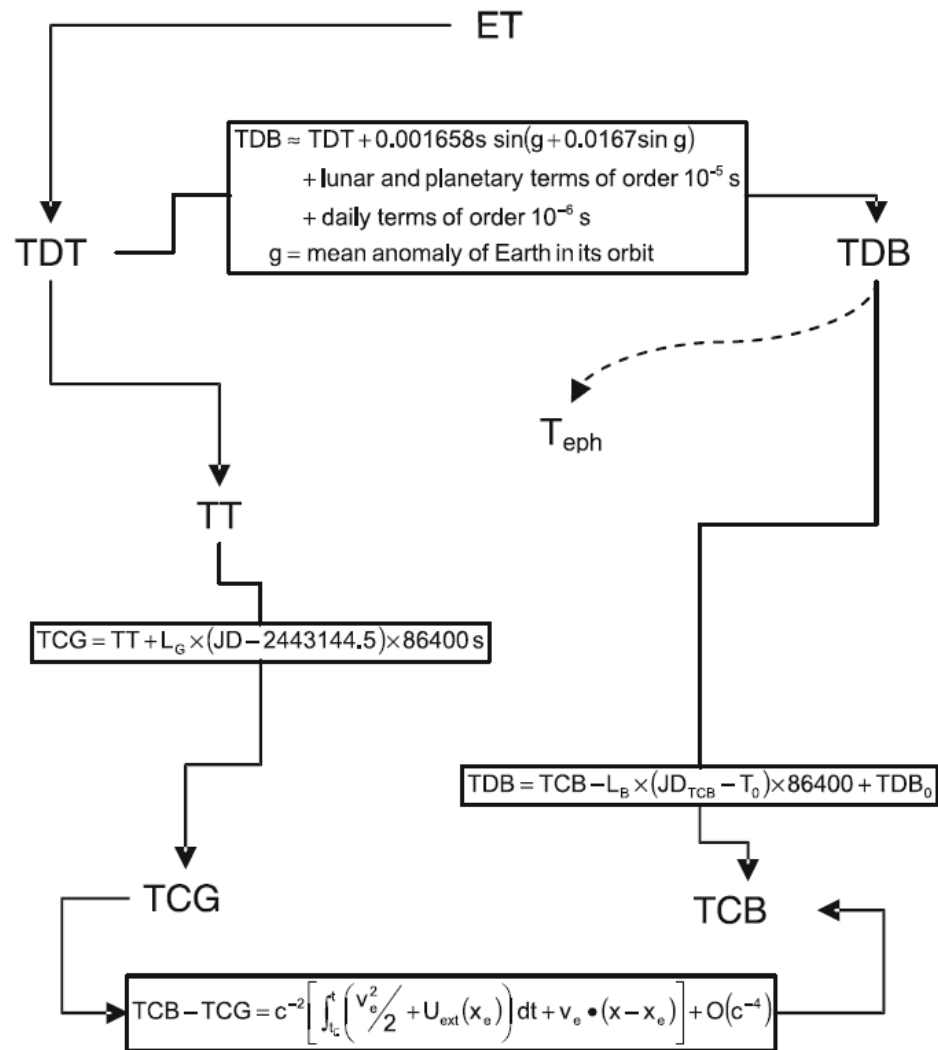 ET
TDB ≈ TDT + 0.001658s sin(g + 0.0167sin g)
+ lunar and planetary terms of order 10⁻⁵ s
+ daily terms of order 10⁻⁶ s
g = mean anomaly of Earth in its orbit
TDT
TDB
T_eph
TT
TCG = TT + L_G × (JD − 2443144.5) × 86400 s
TDB = TCB − L_B × (JD_TCB − T_0) × 86400 + TDB_0
TCG
TCB
TCB − TCG = c⁻² [ ∫_{t_0}^{t} ( v_e²/2 + U_ext(x_e) ) dt + v_e • (x − x_e) ] + O(c⁻⁴)